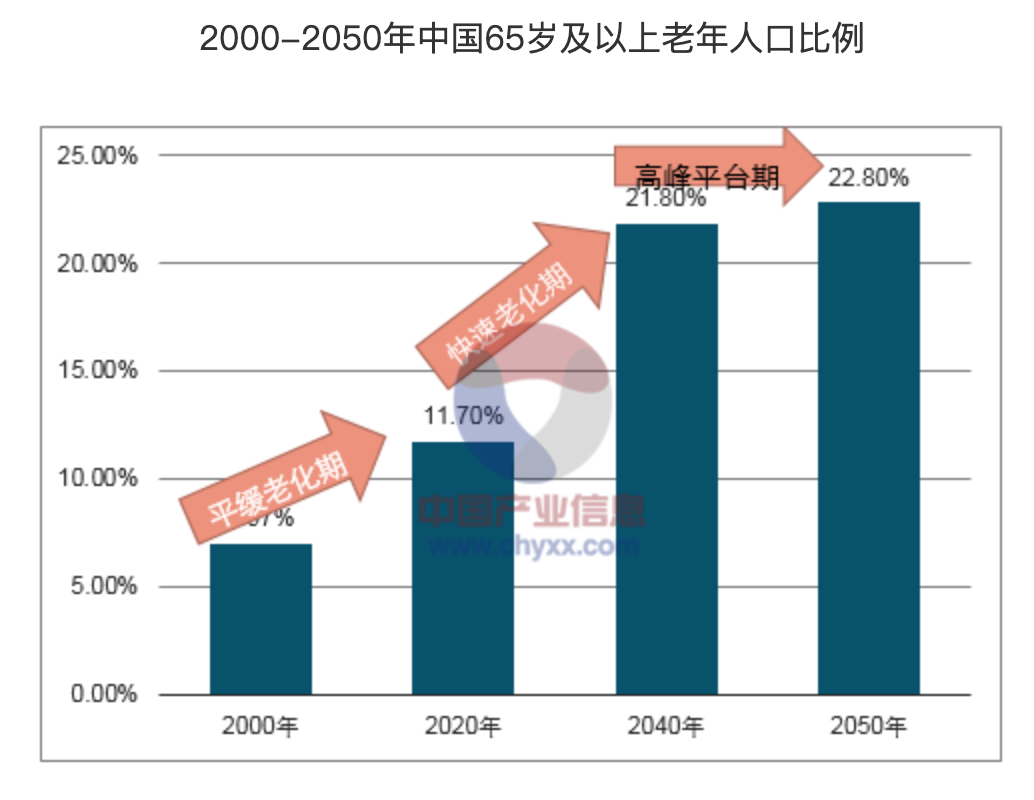 2000-2050年中国65岁及以上老年人口比例
25.00%
20.00%
15.00%
10.00%
5.00%
0.00%
高峰平台期
22.80%
21.80%
快速老化期
11.70%
平缓老化期
7%
中国产业信息
www.chyxx.com
2000年
2020年
2040年
2050年